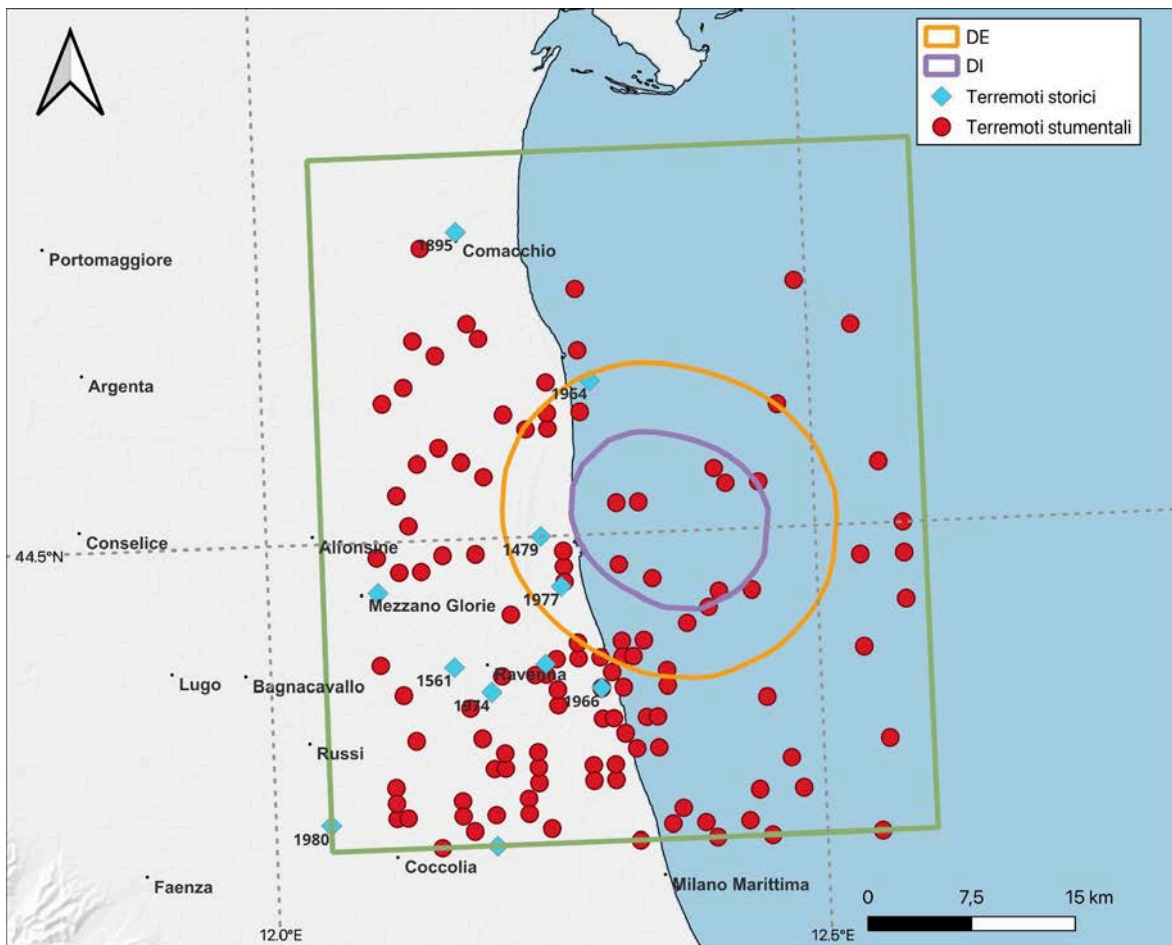 DE
DI
Terremoti storici
Terremoti stumentali
1895
Comacchio
Portomaggiore
Argenta
1964
Conselice
44.5°N
Alfonsine
1479
1977
Mezzano Glorie
Lugo
Bagnacavallo
1561
Ravenna
1974
1966
Russi
1980
Coccolia
Faenza
Milano Marittima
0 7,5 15 km
12.0°E
12.5°E